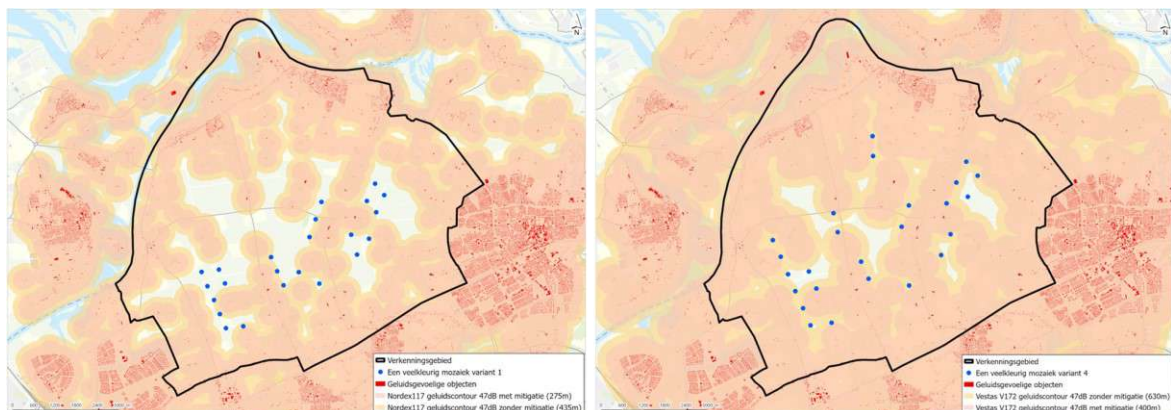 N
Verkenningsgebied
Een veelkleurig mozaiek variant 1
Geluidsgevoelige objecten
Nordex117 geluidscontour 47dB met mitigatie (275m)
Nordex117 geluidscontour 47dB zonder mitigatie (435m)
N
Verkenningsgebied
Een veelkleurig mozaiek variant 4
Geluidsgevoelige objecten
Vestas V172 geluidscontour 47dB zonder mitigatie (630m)
Vestas V172 geluidscontour 47dB met mitigatie (400m)